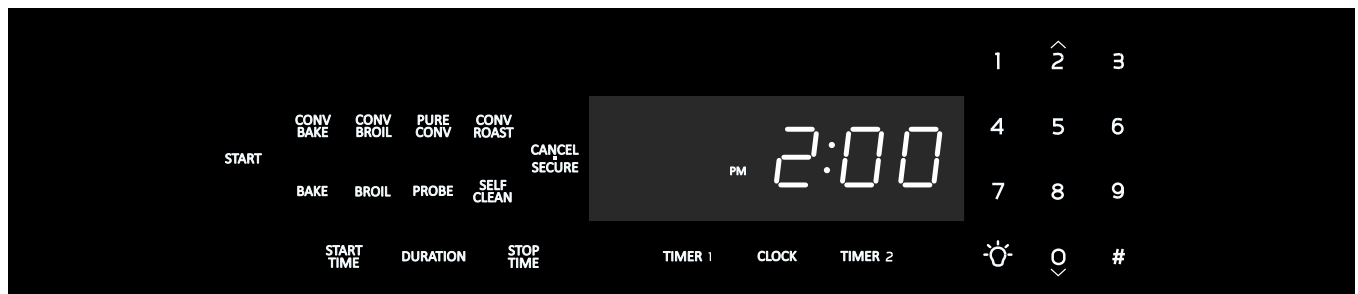 START
CONV
BAKE
CONV
BROIL
PURE
CONV
CONV
ROAST
BAKE
BROIL
PROBE
SELF
CLEAN
CANCEL
SECURE
START
TIME
DURATION
STOP
TIME
PM 2:00
TIMER 1
CLOCK
TIMER 2
1 2 3
4 5 6
7 8 9
0 #